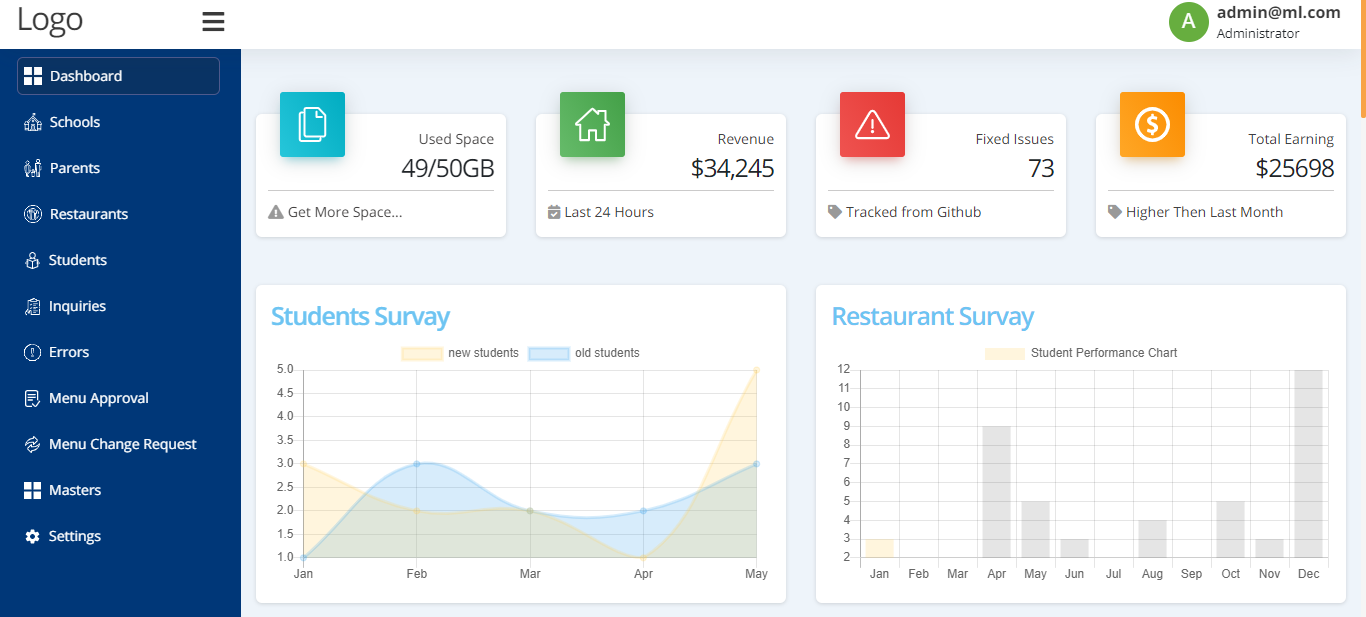 Logo
A
admin@ml.com
Administrator
Dashboard
Schools
Parents
Restaurants
Students
Inquiries
Errors
Menu Approval
Menu Change Request
Masters
Settings
Used Space
49/50GB
Get More Space...
Revenue
$34,245
Last 24 Hours
Fixed Issues
73
Tracked from Github
Total Earning
$25698
Higher Then Last Month
Students Survay
new students old students
5.0
4.5
4.0
3.5
3.0
2.5
2.0
1.5
1.0
Jan Feb Mar Apr May
Restaurant Survay
Student Performance Chart
12
11
10
9
8
7
6
5
4
3
2
Jan Feb Mar Apr May Jun Jul Aug Sep Oct Nov Dec